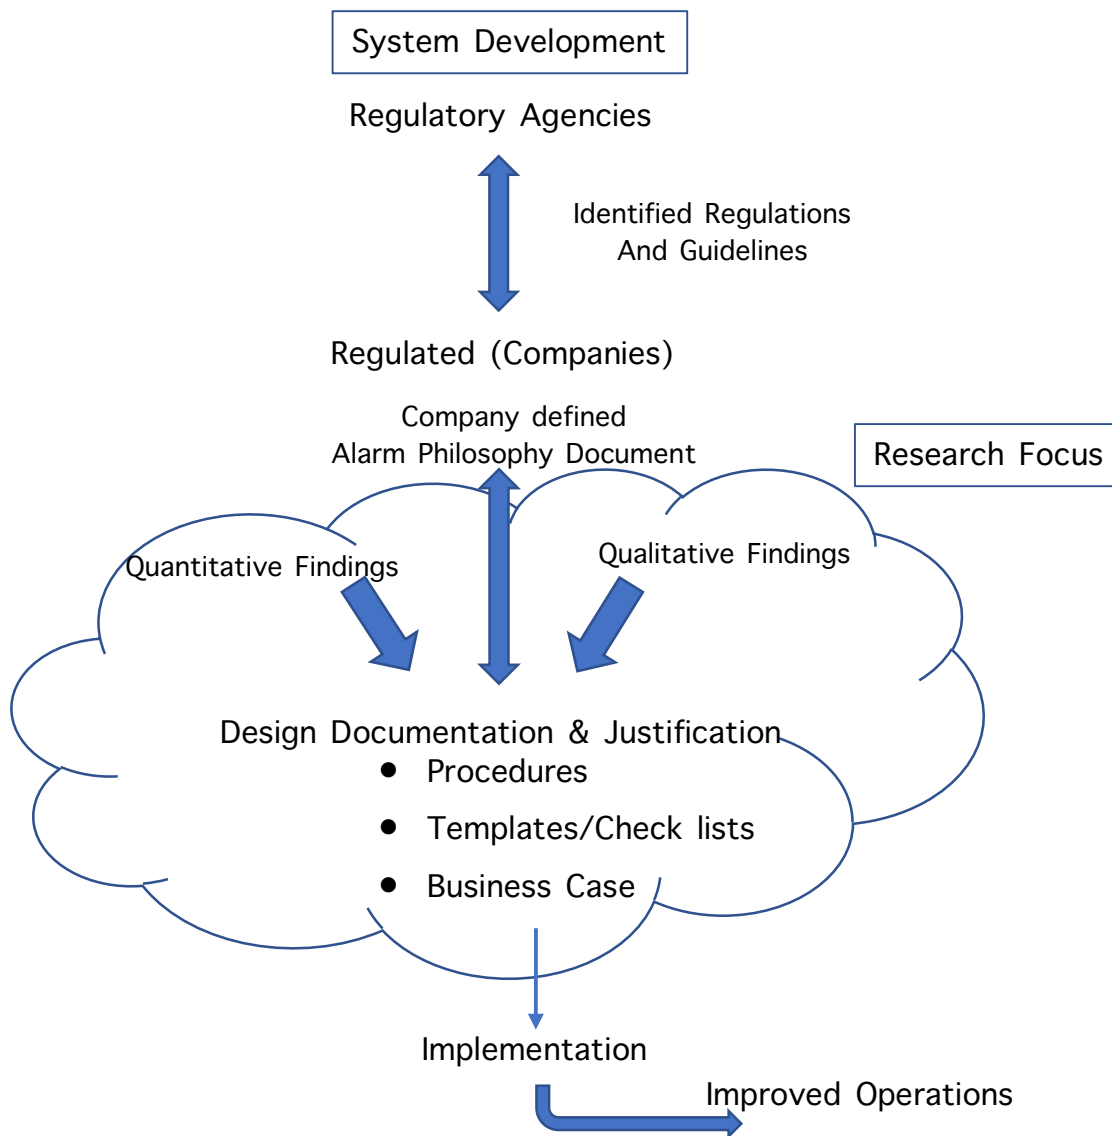 System Development
Regulatory Agencies
Identified Regulations
And Guidelines
Regulated (Companies)
Company defined
Alarm Philosophy Document
Research Focus
Quantitative Findings
Qualitative Findings
Design Documentation & Justification
● Procedures
● Templates/Check lists
● Business Case
Implementation
Improved Operations